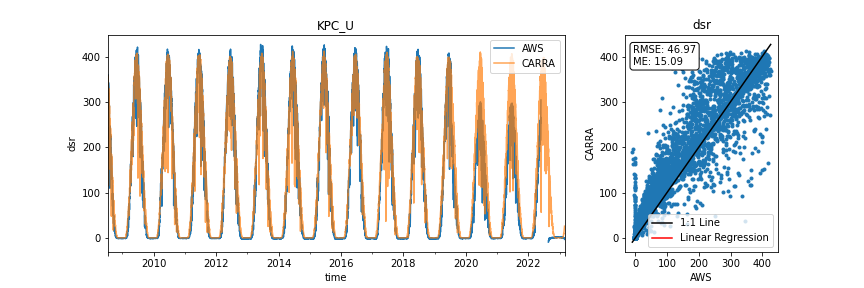 KPC_U
dsr
400
300
200
100
0
2010
2012
2014
2016
2018
2020
2022
time
AWS
CARRA
dsr
CARRA
400
300
200
100
0
0
100
200
300
400
AWS
RMSE: 46.97
ME: 15.09
1:1 Line
Linear Regression